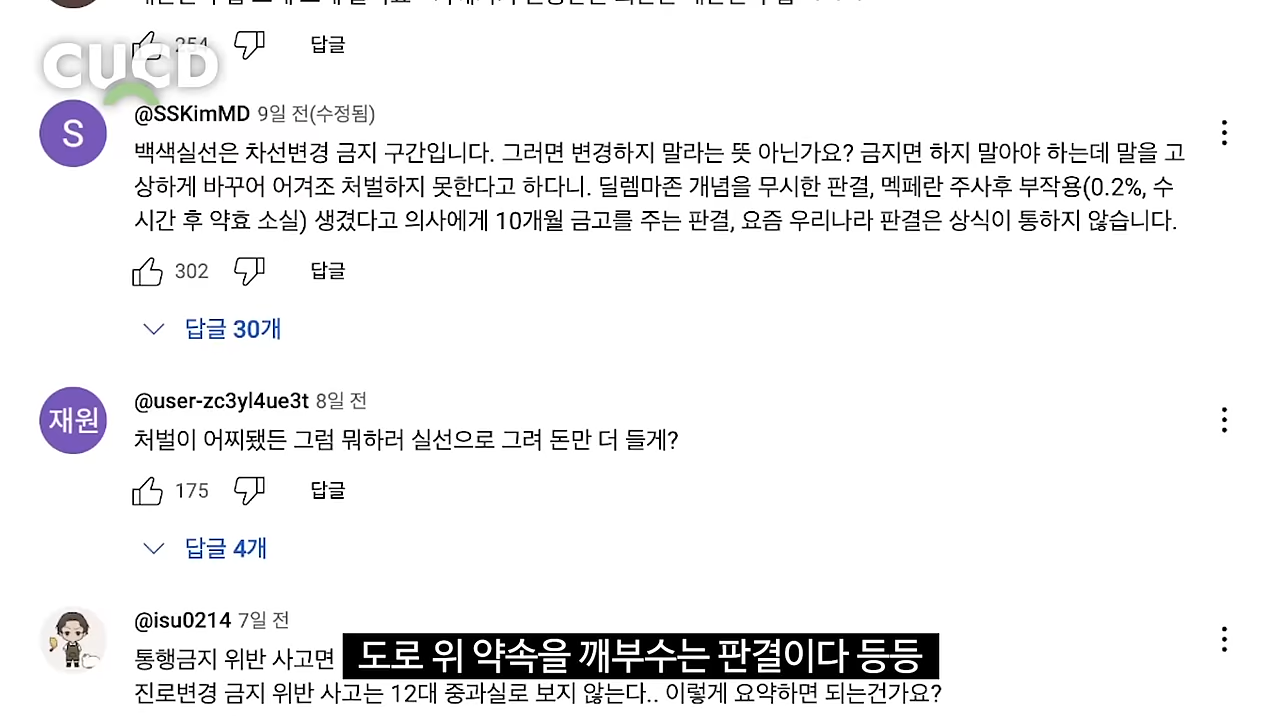 254 답글
CUCD
@SSKimMD 9일 전(수정됨)
S
백색실선은 차선변경 금지 구간입니다. 그러면 변경하지 말라는 뜻 아닌가요? 금지면 하지 말아야 하는데 말을 고
상하게 바꾸어 어겨조 처벌하지 못한다고 하다니. 딜렘마존 개념을 무시한 판결, 멕페란 주사후 부작용(0.2%, 수
시간 후 약효 소실) 생겼다고 의사에게 10개월 금고를 주는 판결, 요즘 우리나라 판결은 상식이 통하지 않습니다.
302 답글
답글 30개
@user-zc3yl4ue3t 8일 전
재원
처벌이 어찌됐든 그럼 뭐하러 실선으로 그려 돈만 더 들게?
175 답글
답글 4개
@isu0214 7일 전
통행금지 위반 사고면
도로 위 약속을 깨부수는 판결이다 등등
진로변경 금지 위반 사고는 12대 중과실로 보지 않는다.. 이렇게 요약하면 되는건가요?